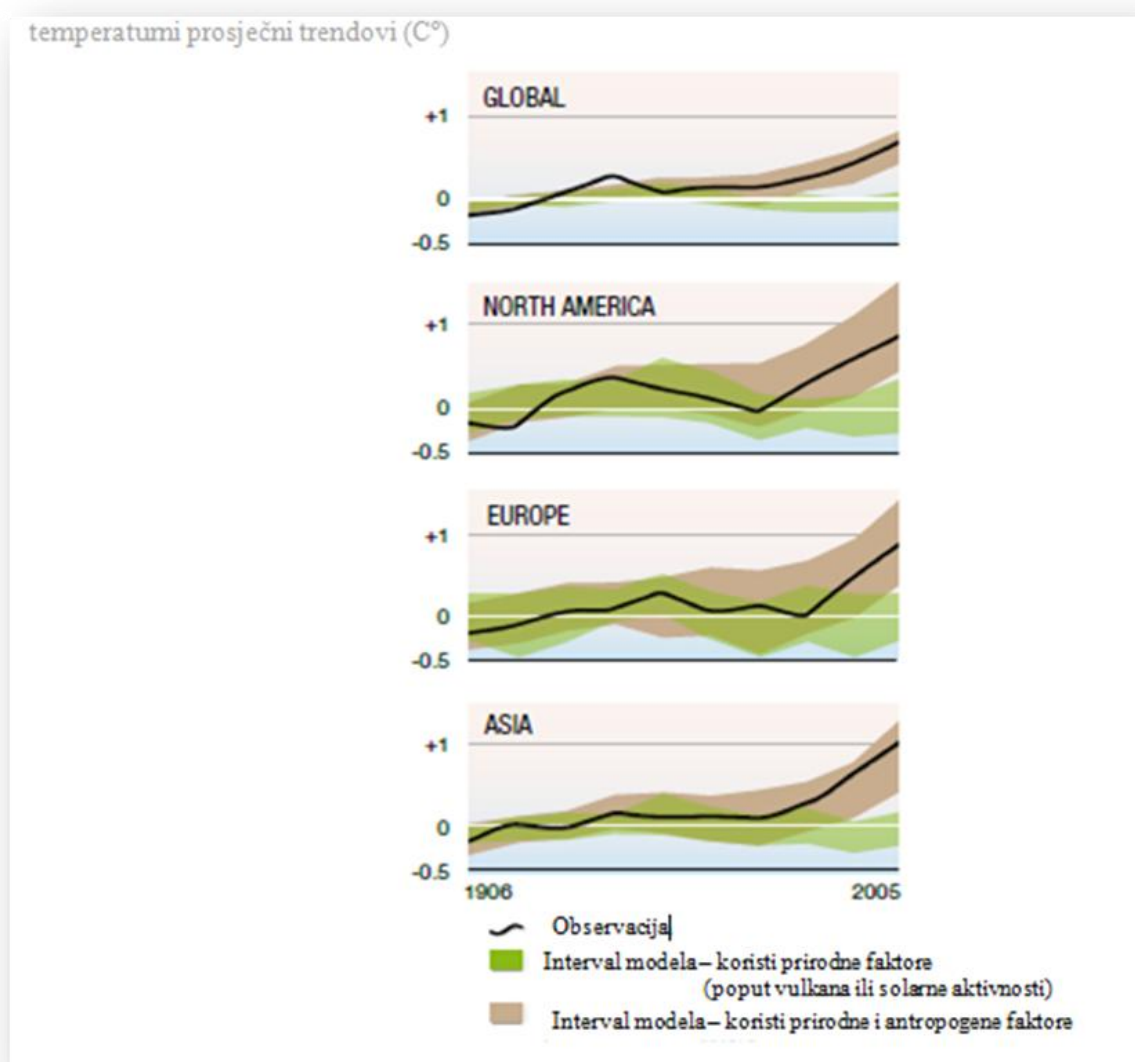 temperaturni prosječni trendovi (C°)
GLOBAL
+1
0
-0.5
NORTH AMERICA
+1
0
-0.5
EUROPE
+1
0
-0.5
ASIA
+1
0
-0.5
1906 2005
Observacija
Interval modela – koristi prirodne faktore
(poput vulkana ili solarne aktivnosti)
Interval modela – koristi prirodne i antropogene faktore